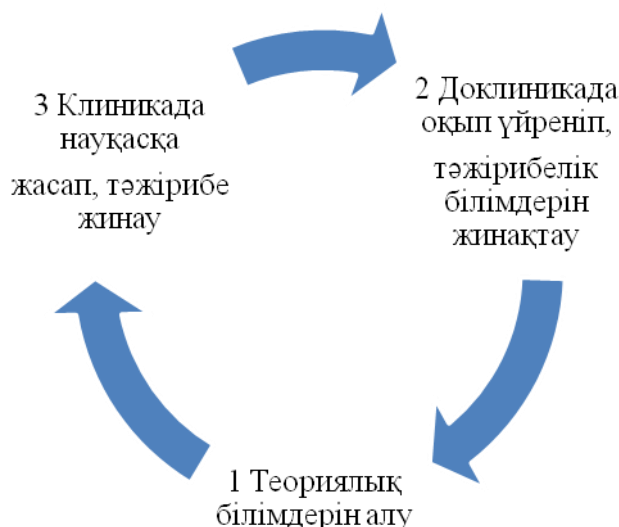 3 Клиникада
науқасқа
жасап, тәжірибе
жинау
2 Доклиникада
оқып үйреніп,
тәжірибелік
білімдерін
жинақтау
1 Теориялық
білімдерін алу